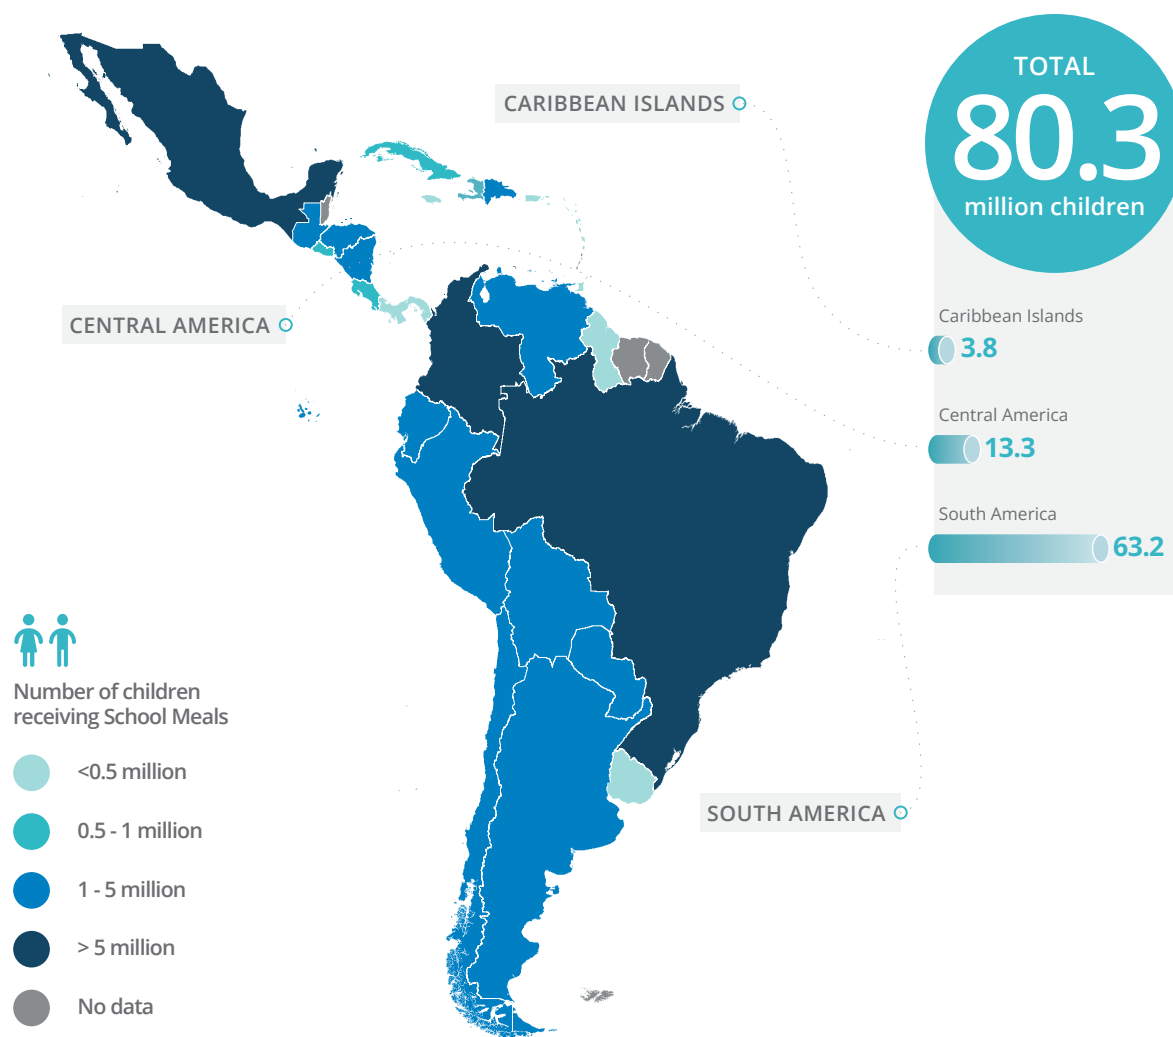 CARIBBEAN ISLANDS
CENTRAL AMERICA
SOUTH AMERICA
TOTAL
80.3
million children
Caribbean Islands
3.8
Central America
13.3
South America
63.2
Number of children
receiving School Meals
<0.5 million
0.5 - 1 million
1 - 5 million
> 5 million
No data